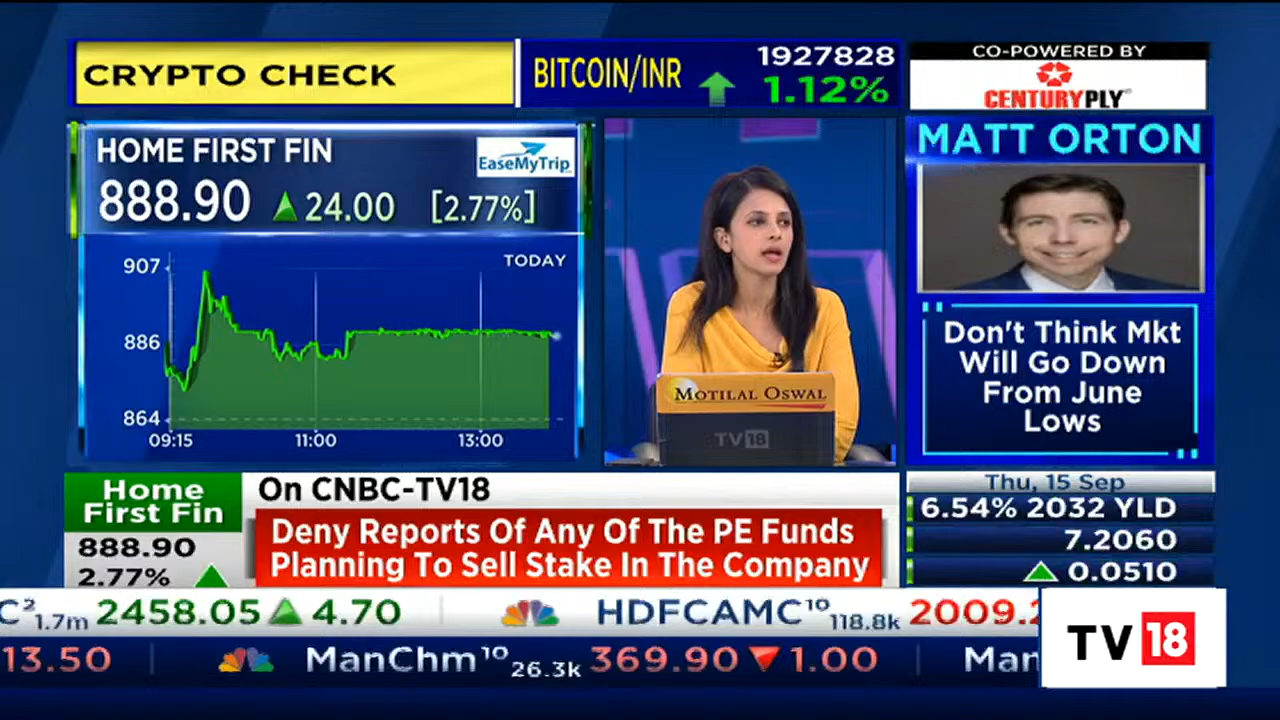 CRYPTO CHECK
BITCOIN/INR
1927828
1.12%
CO-POWERED BY
CENTURYPLY
HOME FIRST FIN
888.90 24.00 [2.77%]
EaseMyTrip
TODAY
907
886
864
09:15 11:00 13:00
MOTILAL OSWAL
TV18
MATT ORTON
" Don't Think Mkt
Will Go Down
From June
Lows "
Home
First Fin
888.90
2.77%
On CNBC-TV18
Deny Reports Of Any Of The PE Funds
Planning To Sell Stake In The Company
Thu, 15 Sep
6.54% 2032 YLD
7.2060
0.0510
C² 1.7m 2458.05 4.70 HDFCAMC¹⁰ 118.8k 2009.2
13.50 ManChm¹⁰ 26.3k 369.90 1.00 Man
TV18